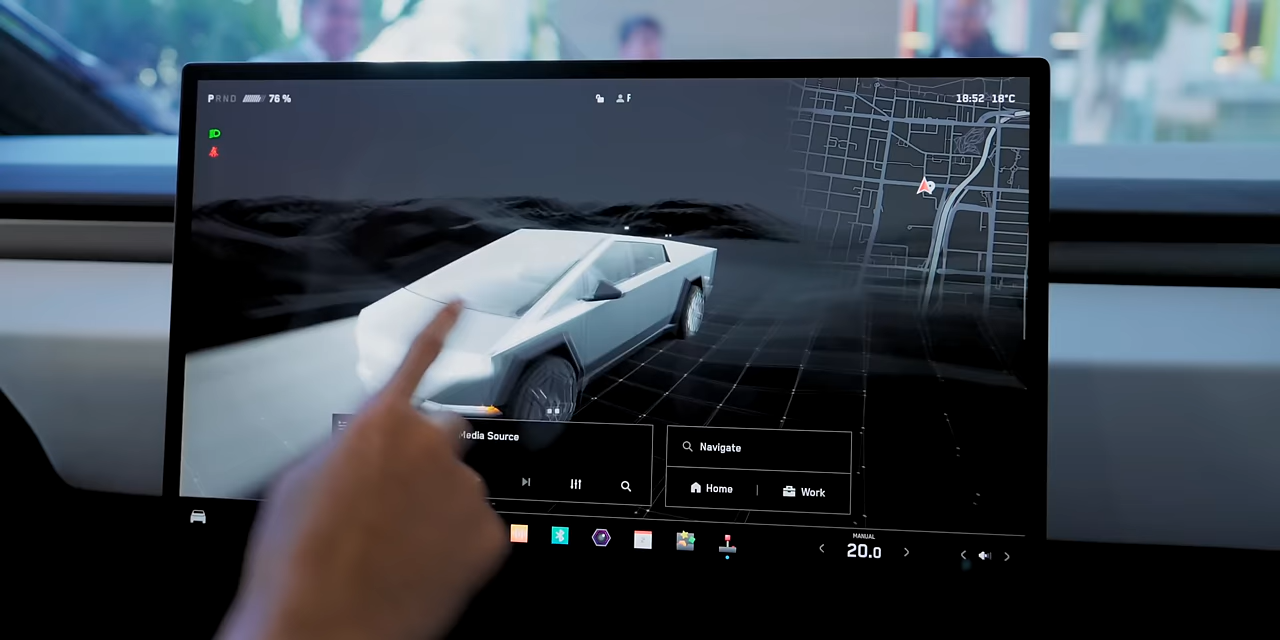 PRND 76 %
F
18:52 18°C
Media Source
Navigate
Home
Work
MANUAL
20.0